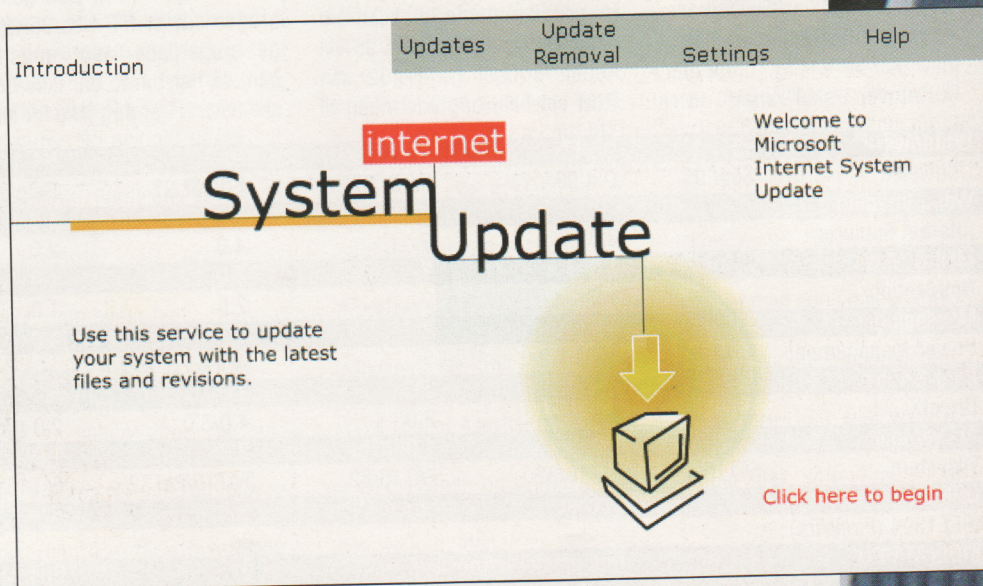 Introduction
Updates
Update
Removal
Settings
Help
internet
System
Update
Welcome to
Microsoft
Internet System
Update
Use this service to update
your system with the latest
files and revisions.
Click here to begin